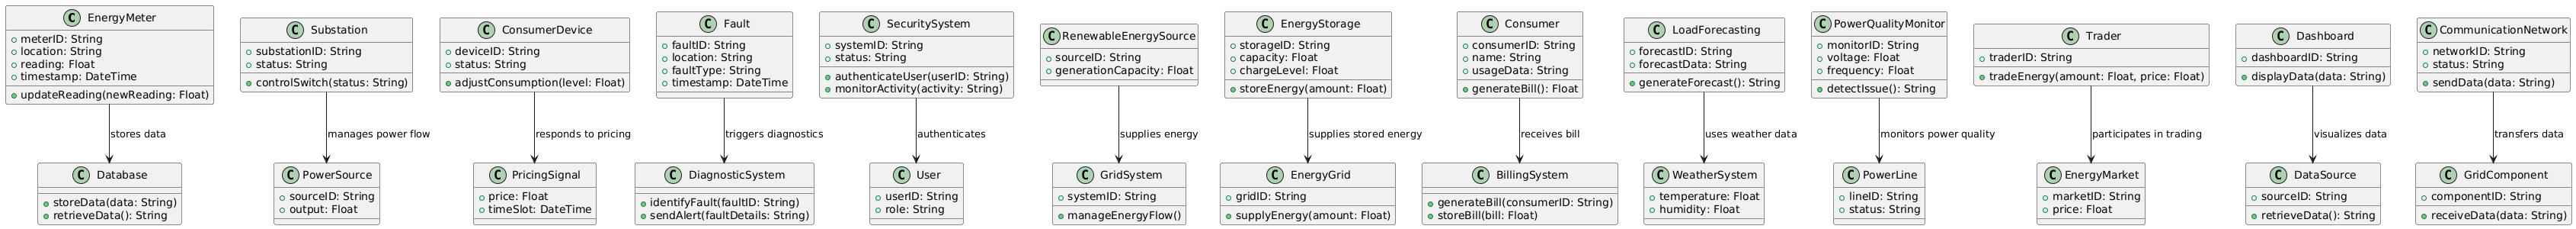 C EnergyMeter
meterID: String
location: String
reading: Float
timestamp: DateTime
updateReading(newReading: Float)
C Substation
substationID: String
status: String
controlSwitch(status: String)
C ConsumerDevice
deviceID: String
status: String
adjustConsumption(level: Float)
C Fault
faultID: String
location: String
faultType: String
timestamp: DateTime
C SecuritySystem
systemID: String
status: String
authenticateUser(userID: String)
monitorActivity(activity: String)
C RenewableEnergySource
sourceID: String
generationCapacity: Float
C EnergyStorage
storageID: String
capacity: Float
chargeLevel: Float
storeEnergy(amount: Float)
C Consumer
consumerID: String
name: String
usageData: String
generateBill(): Float
C LoadForecasting
forecastID: String
forecastData: String
generateForecast(): String
C PowerQualityMonitor
monitorID: String
voltage: Float
frequency: Float
detectIssue(): String
C Trader
traderID: String
tradeEnergy(amount: Float, price: Float)
C Dashboard
dashboardID: String
displayData(data: String)
C CommunicationNetwork
networkID: String
status: String
sendData(data: String)
stores data
manages power flow
responds to pricing
triggers diagnostics
authenticates
supplies energy
supplies stored energy
receives bill
uses weather data
monitors power quality
participates in trading
visualizes data
transfers data
C Database
storeData(data: String)
retrieveData(): String
C PowerSource
sourceID: String
output: Float
C PricingSignal
price: Float
timeSlot: DateTime
C DiagnosticSystem
identifyFault(faultID: String)
sendAlert(faultDetails: String)
C User
userID: String
role: String
C GridSystem
systemID: String
manageEnergyFlow()
C EnergyGrid
gridID: String
supplyEnergy(amount: Float)
C BillingSystem
generateBill(consumerID: String)
storeBill(bill: Float)
C WeatherSystem
temperature: Float
humidity: Float
C PowerLine
lineID: String
status: String
C EnergyMarket
marketID: String
price: Float
C DataSource
sourceID: String
retrieveData(): String
C GridComponent
componentID: String
receiveData(data: String)